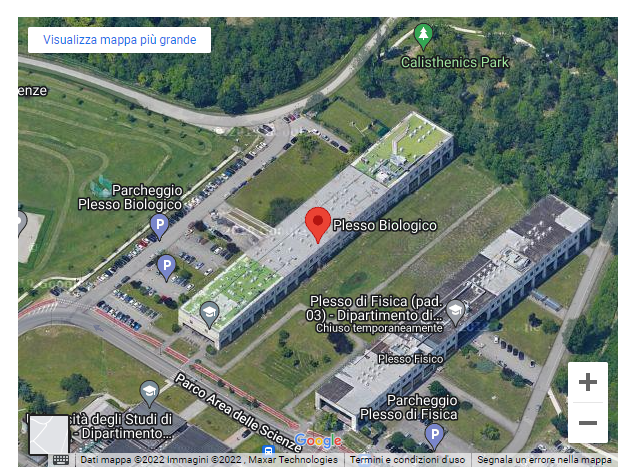 Visualizza mappa più grande
Calisthenics Park
enze
Parcheggio
Plesso Biologico
P
P
Plesso Biologico
Plesso di Fisica (pad.
03) - Dipartimento di...
Chiuso temporaneamente
Plesso Fisico
Parcheggio
Plesso di Fisica
P
Parco Area delle Scienze
sità degli Studi di
- Dipartimento...
+
−
Google
Dati mappa ©2022 Immagini ©2022 , Maxar Technologies
Termini e condizioni d'uso
Segnala un errore nella mappa